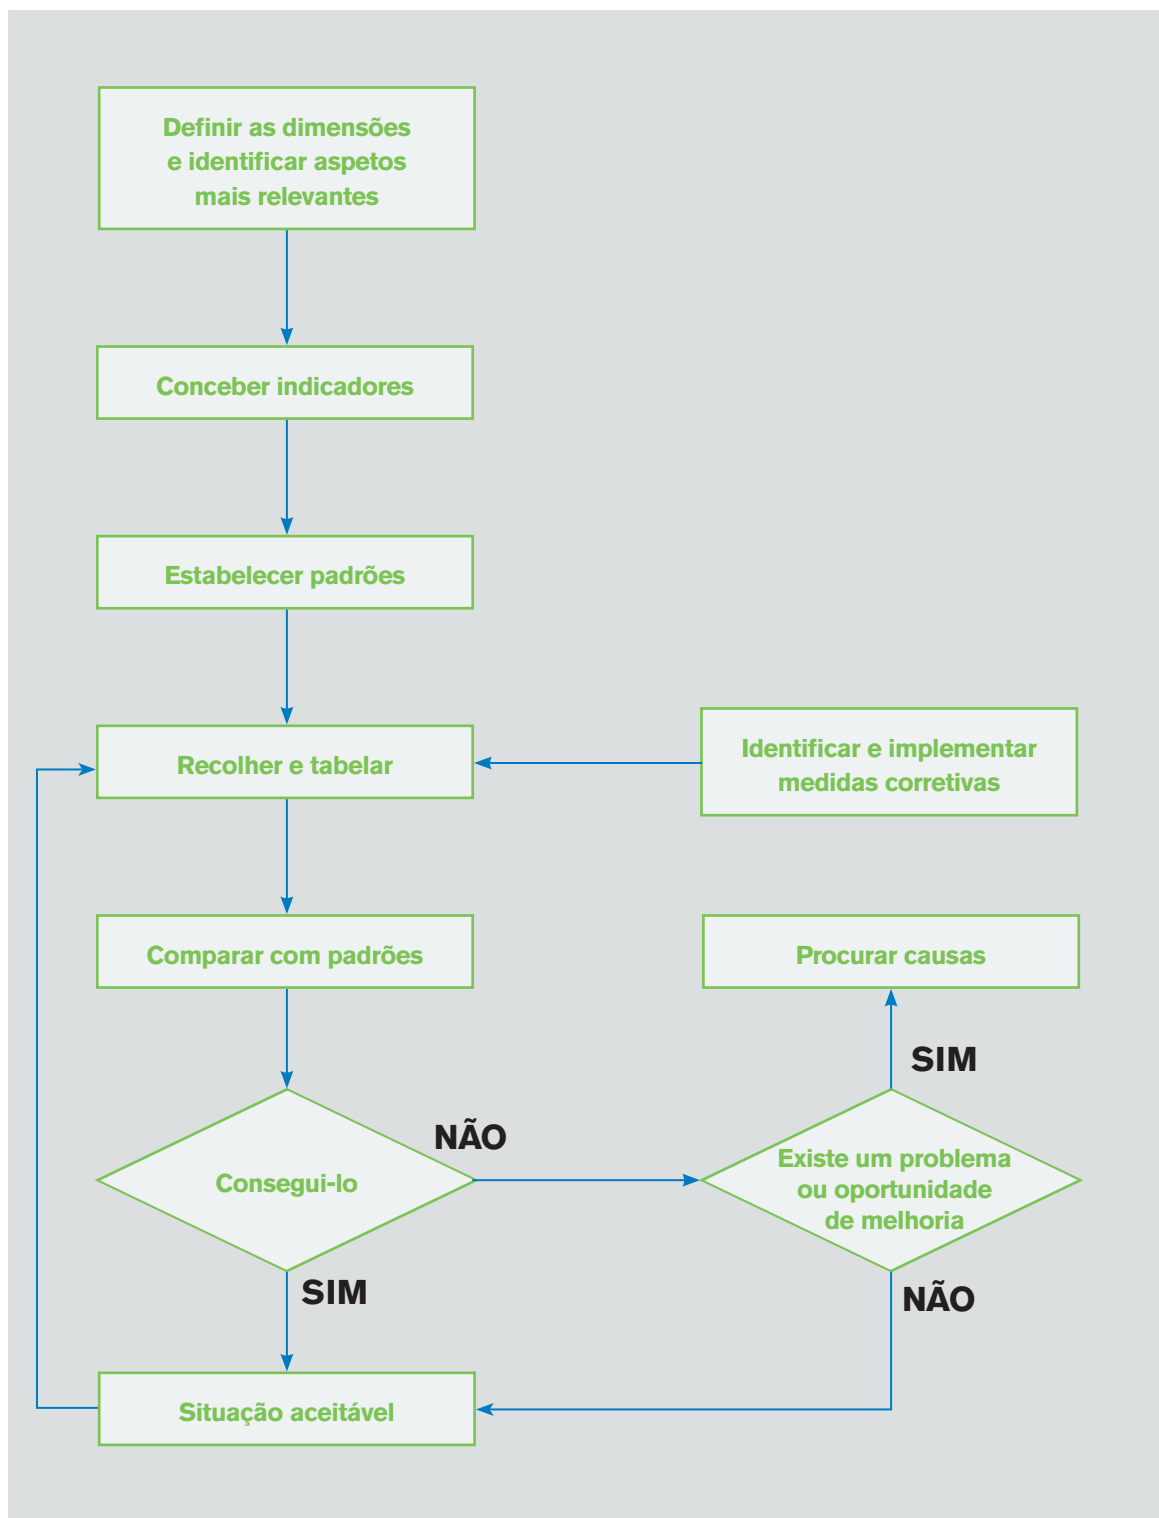 Definir as dimensões
e identificar aspetos
mais relevantes
Conceber indicadores
Estabelecer padrões
Recolher e tabelar
Identificar e implementar
medidas corretivas
Comparar com padrões
Procurar causas
SIM
NÃO
Consegui-lo
Existe um problema
ou oportunidade
de melhoria
SIM
NÃO
Situação aceitável